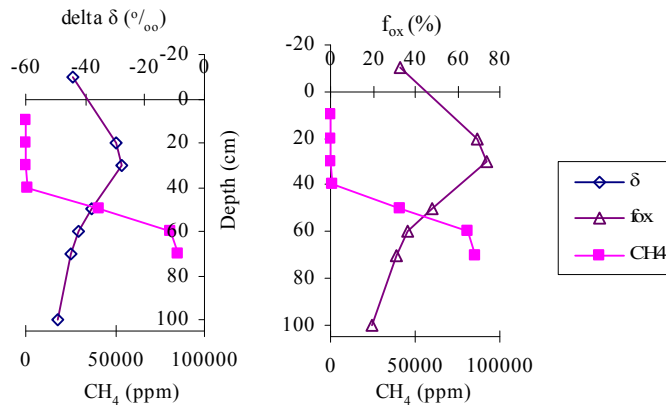 delta δ (o/oo)
-60 -40 -20 0
-20
0
20
40
60
80
100
Depth (cm)
0 50000 100000
CH4 (ppm)
fox (%)
0 20 40 60 80
-20
0
20
40
60
80
100
0 50000 100000
CH4 (ppm)
δ
fox
CH4